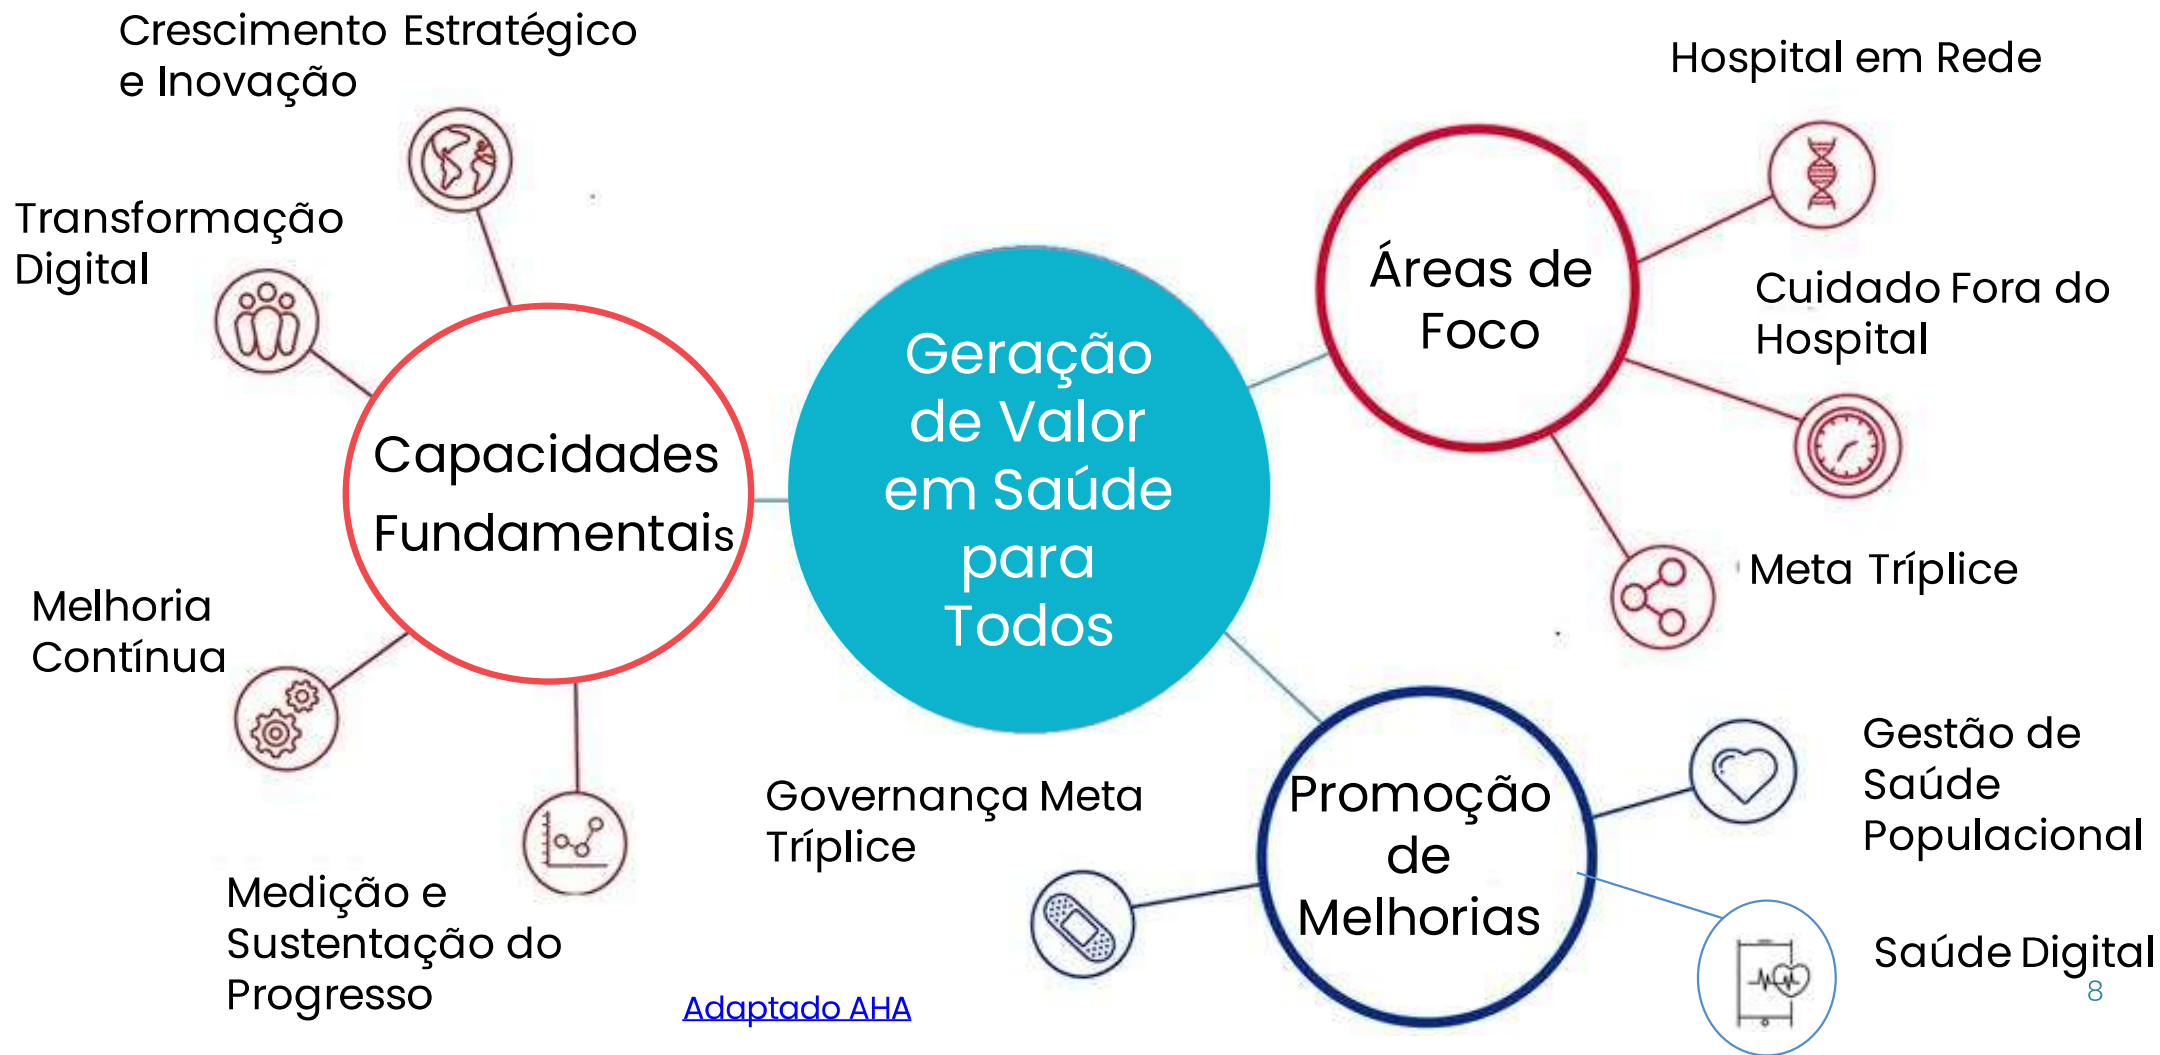 Crescimento Estratégico
e Inovação
Transformação
Digital
Capacidades
Fundamentais
Melhoria
Contínua
Medição e
Sustentação do
Progresso
Geração
de Valor
em Saúde
para
Todos
Áreas de
Foco
Hospital em Rede
Cuidado Fora do
Hospital
Meta Tríplice
Promoção
de
Melhorias
Governança Meta
Tríplice
Gestão de
Saúde
Populacional
Saúde Digital
Adaptado AHA
8